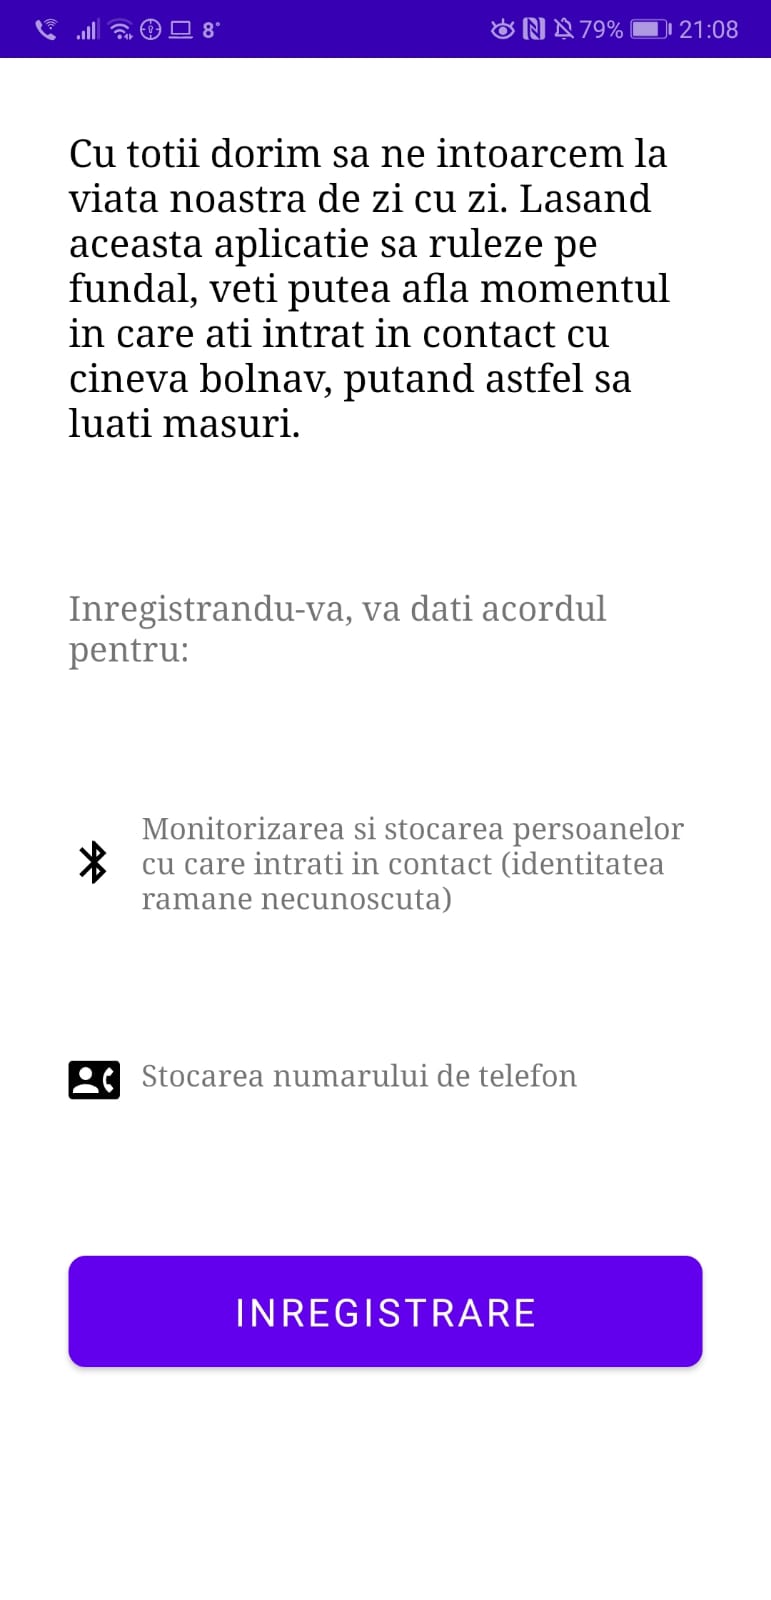 8° 79% 21:08
Cu totii dorim sa ne intoarcem la
viata noastra de zi cu zi. Lasand
aceasta aplicatie sa ruleze pe
fundal, veti putea afla momentul
in care ati intrat in contact cu
cineva bolnav, putand astfel sa
luati masuri.
Inregistrandu-va, va dati acordul
pentru:
Monitorizarea si stocarea persoanelor
cu care intrati in contact (identitatea
ramane necunoscuta)
Stocarea numarului de telefon
INREGISTRARE